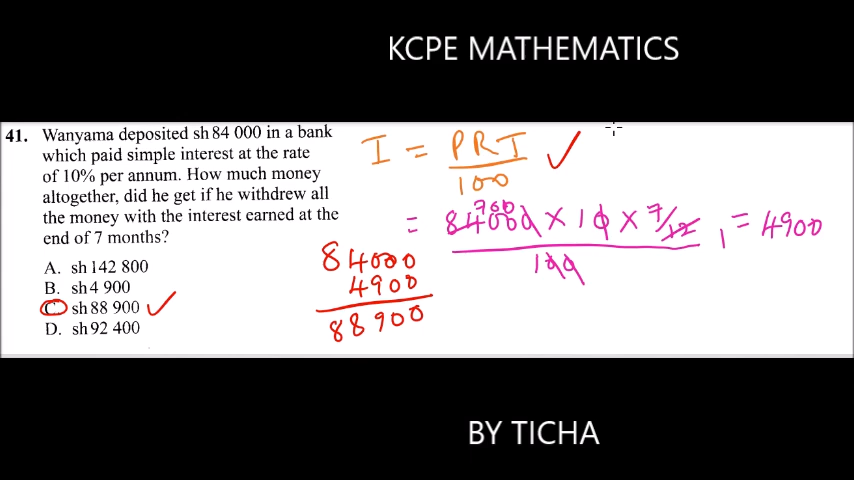 KCPE MATHEMATICS
41. Wanyama deposited sh 84 000 in a bank
which paid simple interest at the rate
of 10% per annum. How much money
altogether, did he get if he withdrew all
the money with the interest earned at the
end of 7 months?
A. sh 142 800
B. sh 4 900
C. sh 88 900
D. sh 92 400
I = PRT
100
700
= 84000 × 10 × 7/12 1 = 4900
100
84000
4900
88900
BY TICHA